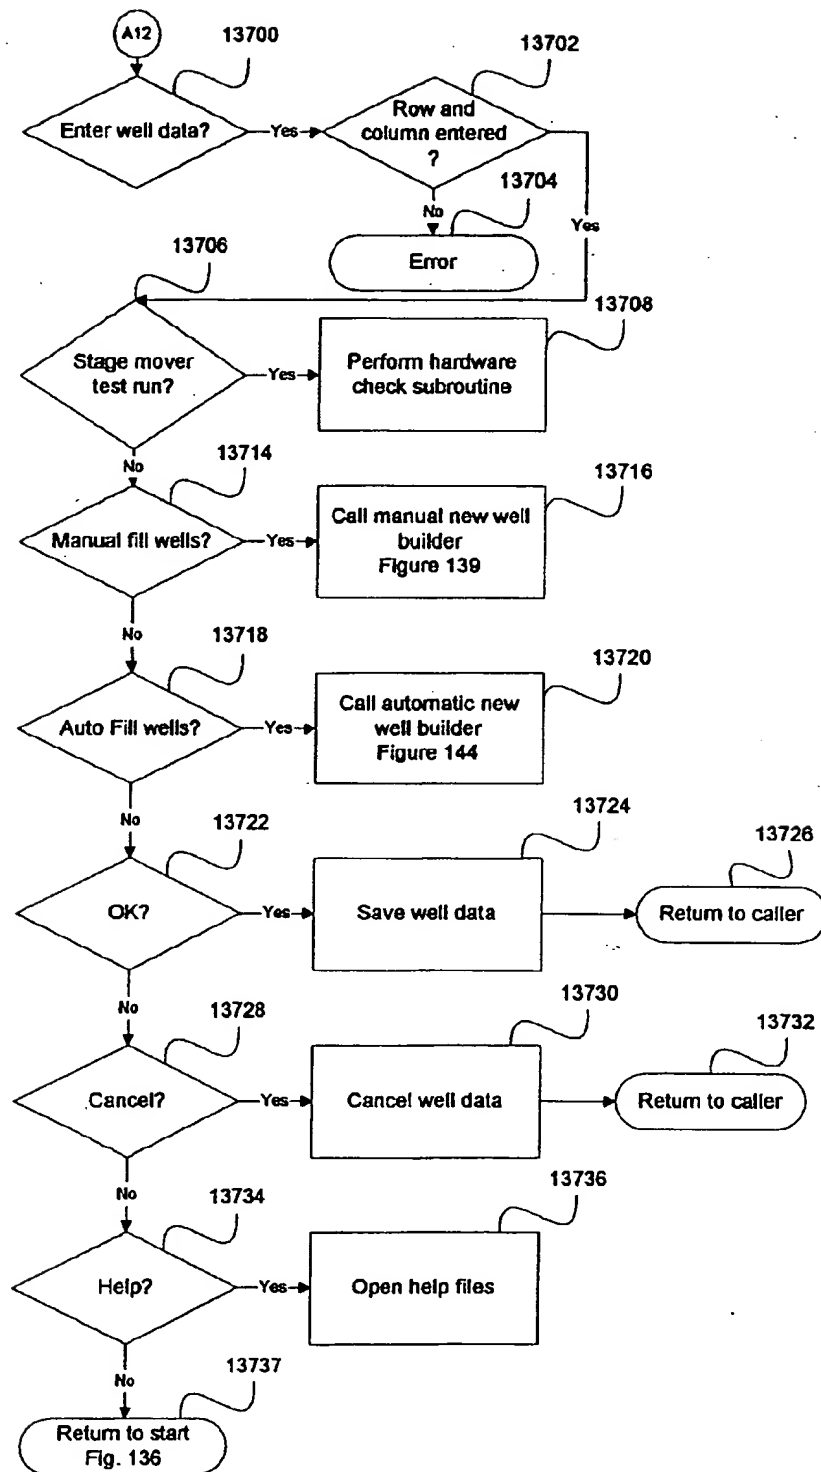 A12
13700
13702
Enter well data?
Yes
Row and
column entered
?
13704
No
Yes
Error
13706
13708
Stage mover
test run?
Yes
Perform hardware
check subroutine
No
13714
13716
Manual fill wells?
Yes
Call manual new well
builder
Figure 139
No
13718
13720
Auto Fill wells?
Yes
Call automatic new
well builder
Figure 144
No
13722
13724
13726
OK?
Yes
Save well data
Return to caller
No
13728
13730
13732
Cancel?
Yes
Cancel well data
Return to caller
No
13734
13736
Help?
Yes
Open help files
No
13737
Return to start
Fig. 136